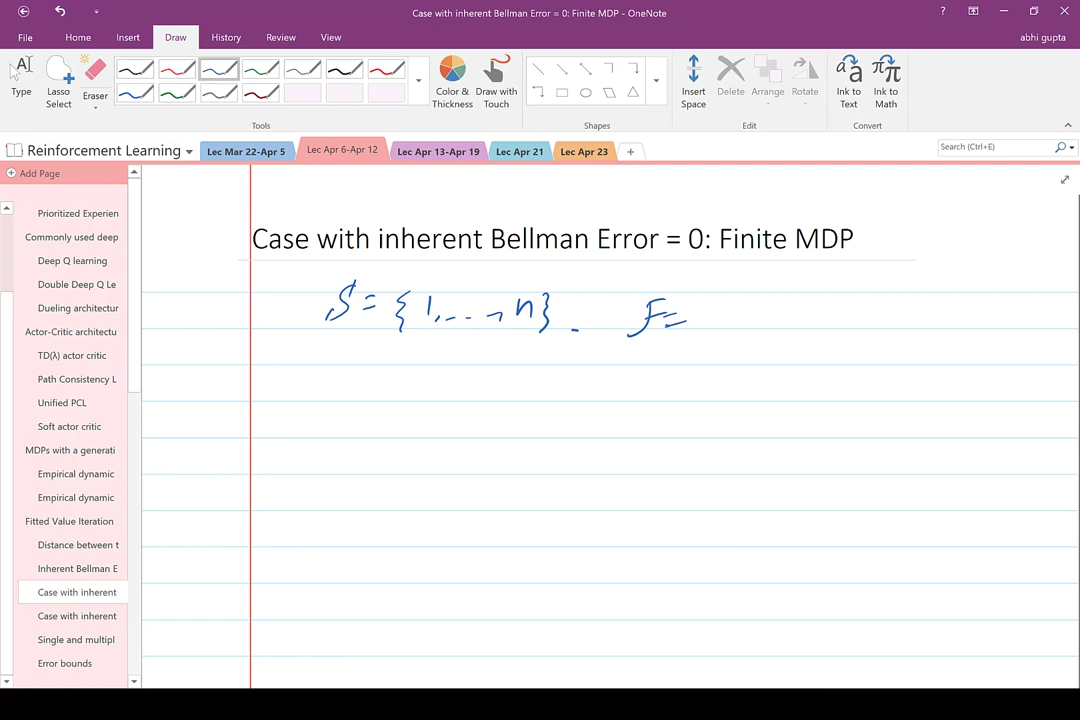 Case with inherent Bellman Error = 0: Finite MDP - OneNote
abhi gupta
File Home Insert Draw History Review View
Type
Lasso Select
Eraser
Color & Thickness
Draw with Touch
Insert Space
Delete
Arrange
Rotate
Ink to Text
Ink to Math
Tools
Shapes
Edit
Convert
Reinforcement Learning
Lec Mar 22-Apr 5
Lec Apr 6-Apr 12
Lec Apr 13-Apr 19
Lec Apr 21
Lec Apr 23
Search (Ctrl+E)
Add Page
Prioritized Experien
Commonly used deep
Deep Q learning
Double Deep Q Le
Dueling architectur
Actor-Critic architectu
TD(λ) actor critic
Path Consistency L
Unified PCL
Soft actor critic
MDPs with a generati
Empirical dynamic
Empirical dynamic
Fitted Value Iteration
Distance between t
Inherent Bellman E
Case with inherent
Case with inherent
Single and multipl
Error bounds
Case with inherent Bellman Error = 0: Finite MDP
S = {1, ..., n}. F =